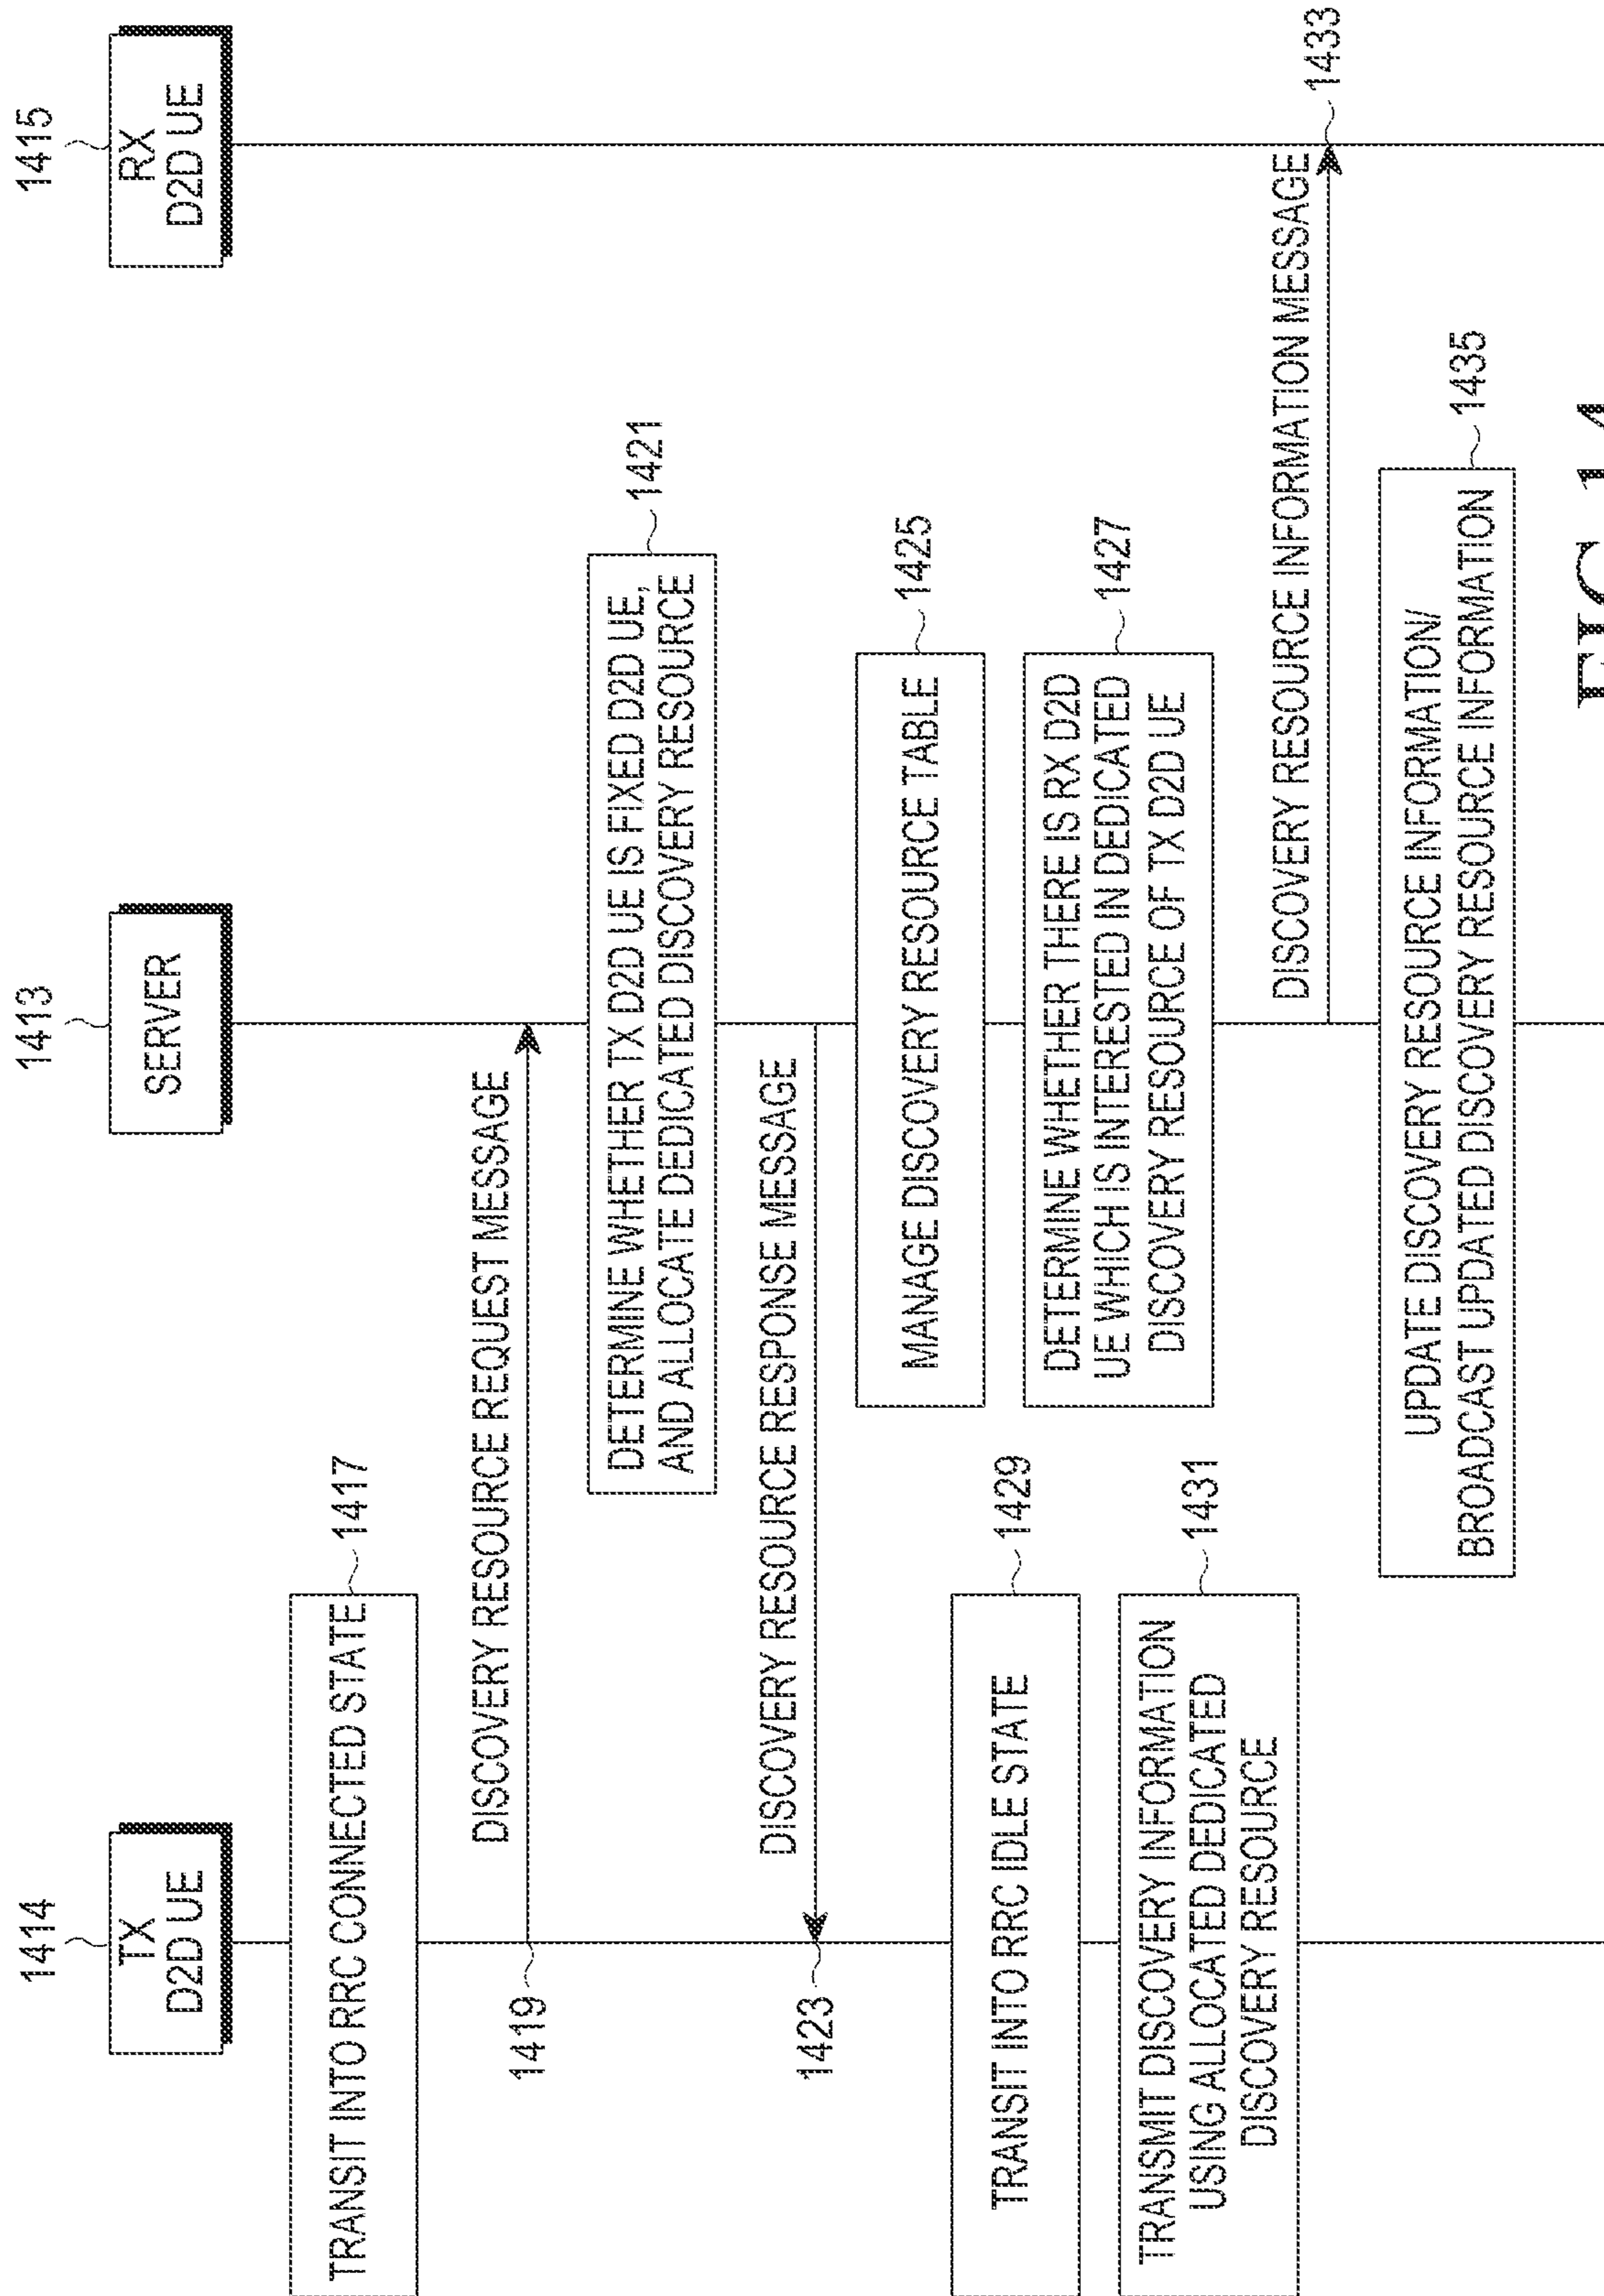 1414
TX
D2D UE
1413
SERVER
1415
RX
D2D UE
TRANSIT INTO RRC CONNECTED STATE
1417
DISCOVERY RESOURCE REQUEST MESSAGE
1419
DETERMINE WHETHER TX D2D UE IS FIXED D2D UE,
AND ALLOCATE DEDICATED DISCOVERY RESOURCE
1421
DISCOVERY RESOURCE RESPONSE MESSAGE
1423
MANAGE DISCOVERY RESOURCE TABLE
1425
TRANSIT INTO RRC IDLE STATE
1429
DETERMINE WHETHER THERE IS RX D2D
UE WHICH IS INTERESTED IN DEDICATED
DISCOVERY RESOURCE OF TX D2D UE
1427
TRANSMIT DISCOVERY INFORMATION
USING ALLOCATED DEDICATED
DISCOVERY RESOURCE
1431
DISCOVERY RESOURCE INFORMATION MESSAGE
1433
UPDATE DISCOVERY RESOURCE INFORMATION/
BROADCAST UPDATED DISCOVERY RESOURCE INFORMATION
1435